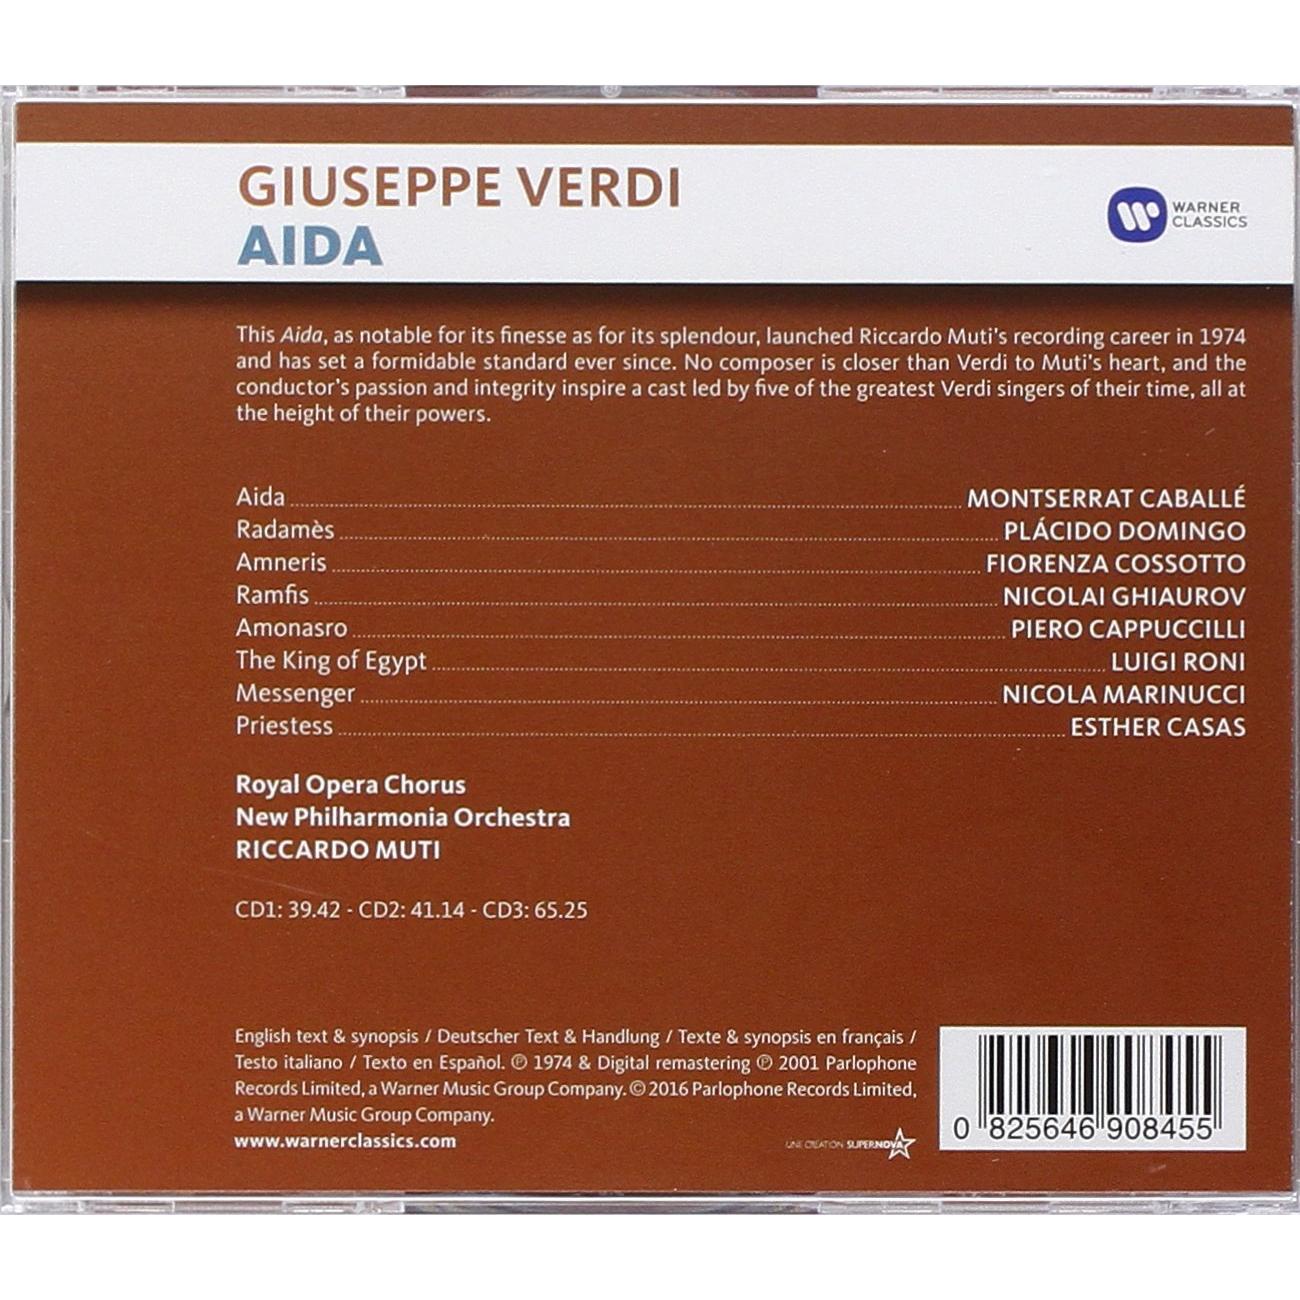 GIUSEPPE VERDI
AIDA
WARNER
CLASSICS
This Aida, as notable for its finesse as for its splendour, launched Riccardo Muti's recording career in 1974
and has set a formidable standard ever since. No composer is closer than Verdi to Muti's heart, and the
conductor's passion and integrity inspire a cast led by five of the greatest Verdi singers of their time, all at
the height of their powers.
Aida MONTSERRAT CABALLÉ
Radamès PLÁCIDO DOMINGO
Amneris FIORENZA COSSOTTO
Ramfis NICOLAI GHIAUROV
Amonasro PIERO CAPPUCCILLI
The King of Egypt LUIGI RONI
Messenger NICOLA MARINUCCI
Priestess ESTHER CASAS
Royal Opera Chorus
New Philharmonia Orchestra
RICCARDO MUTI
CD1: 39.42 - CD2: 41.14 - CD3: 65.25
English text & synopsis / Deutscher Text & Handlung / Texte & synopsis en français /
Testo italiano / Texto en Español. ℗ 1974 & Digital remastering ℗ 2001 Parlophone
Records Limited, a Warner Music Group Company. © 2016 Parlophone Records Limited,
a Warner Music Group Company.
www.warnerclassics.com
UNE CREATION SUPERNOVA
0 825646 908455